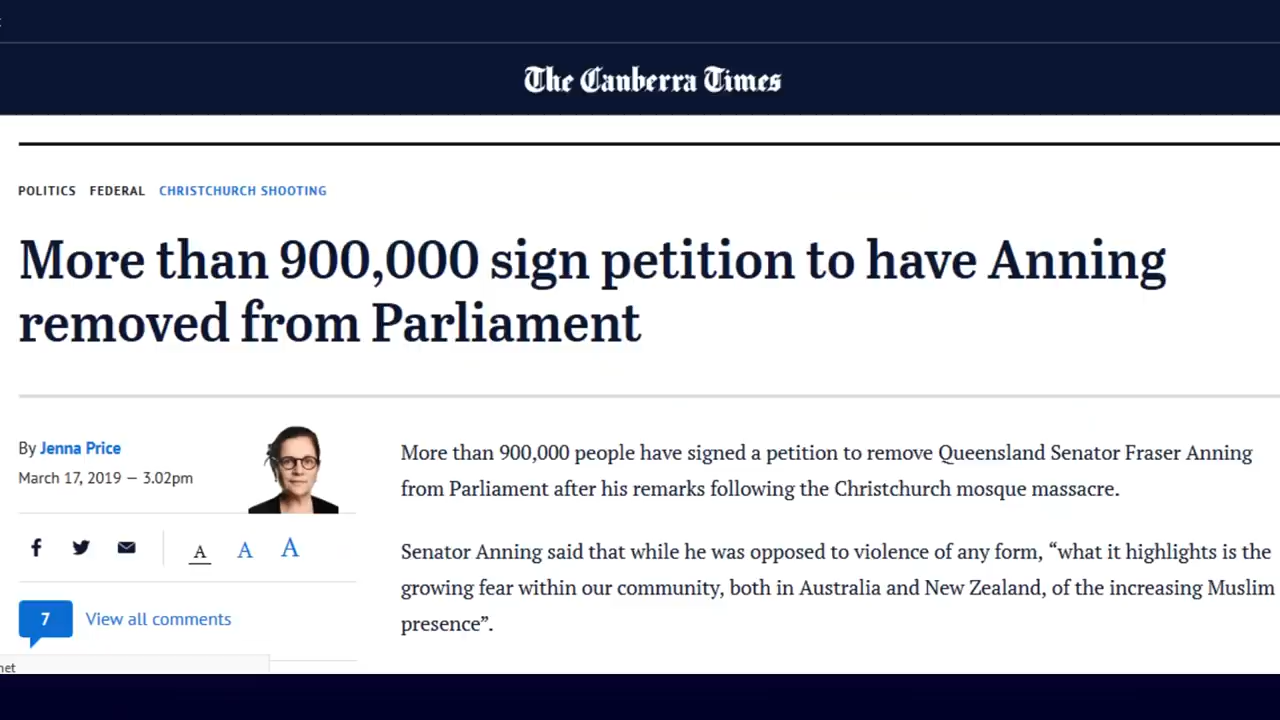 The Canberra Times
POLITICS FEDERAL CHRISTCHURCH SHOOTING
More than 900,000 sign petition to have Anning
removed from Parliament
By Jenna Price
March 17, 2019 — 3.02pm
A A A
7 View all comments
More than 900,000 people have signed a petition to remove Queensland Senator Fraser Anning
from Parliament after his remarks following the Christchurch mosque massacre.
Senator Anning said that while he was opposed to violence of any form, “what it highlights is the
growing fear within our community, both in Australia and New Zealand, of the increasing Muslim
presence”.
net